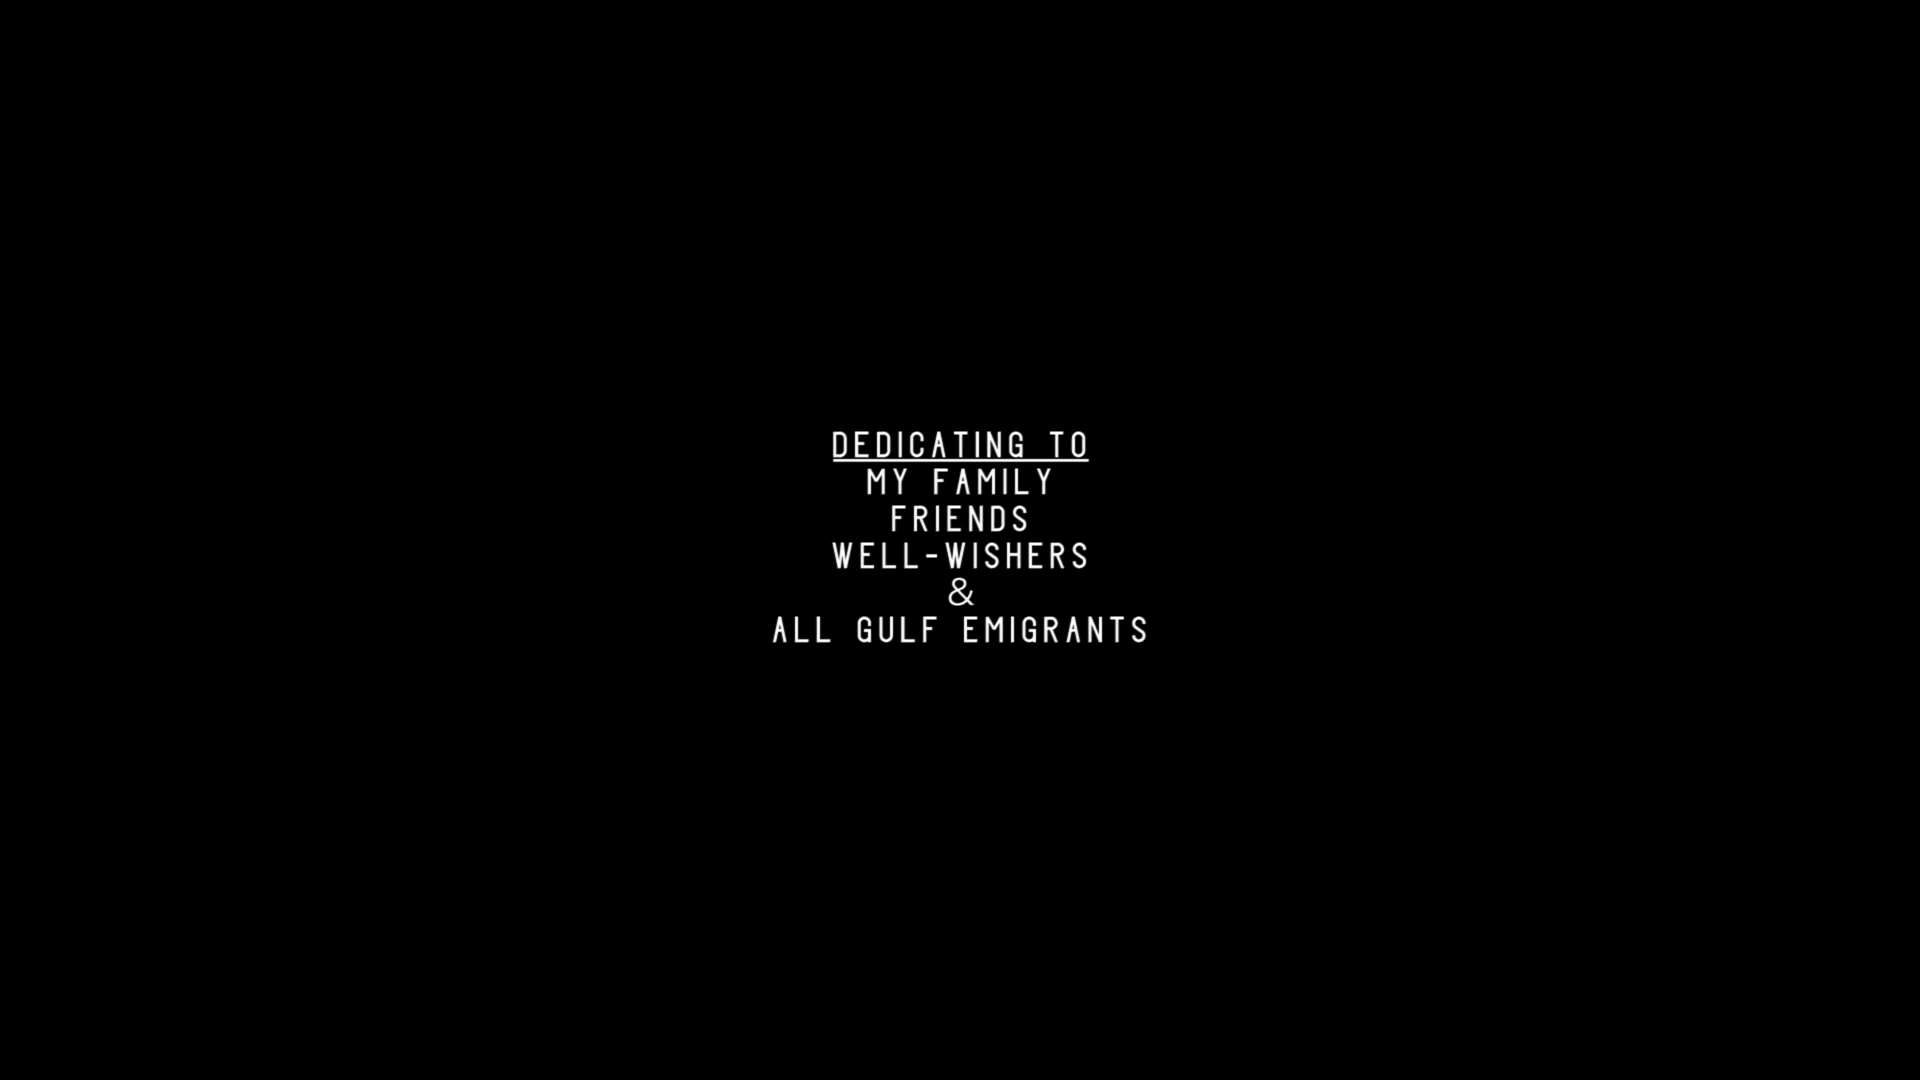 DEDICATING TO
MY FAMILY
FRIENDS
WELL-WISHERS
&
ALL GULF EMIGRANTS